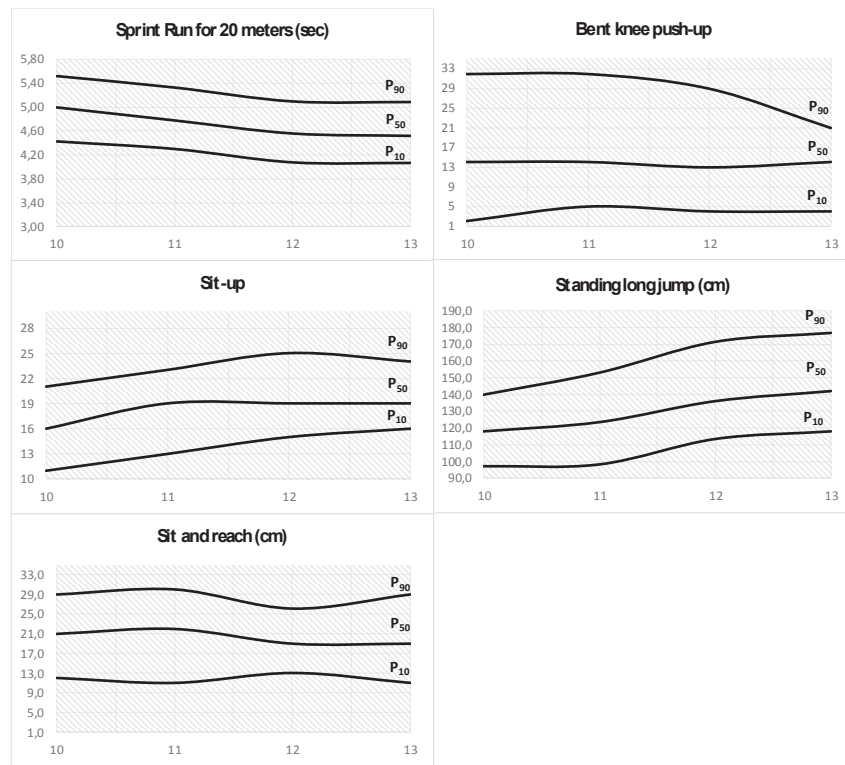 Sprint Run for 20 meters (sec)
5,80
5,40
5,00
4,60
4,20
3,80
3,40
3,00
P90
P50
P10
10 11 12 13
Bent knee push-up
33
29
25
21
17
13
9
5
1
P90
P50
P10
10 11 12 13
Sit-up
28
25
22
19
16
13
10
P90
P50
P10
10 11 12 13
Standing long jump (cm)
190,0
180,0
170,0
160,0
150,0
140,0
130,0
120,0
110,0
100,0
90,0
P90
P50
P10
10 11 12 13
Sit and reach (cm)
33,0
29,0
25,0
21,0
17,0
13,0
9,0
5,0
1,0
P90
P50
P10
10 11 12 13